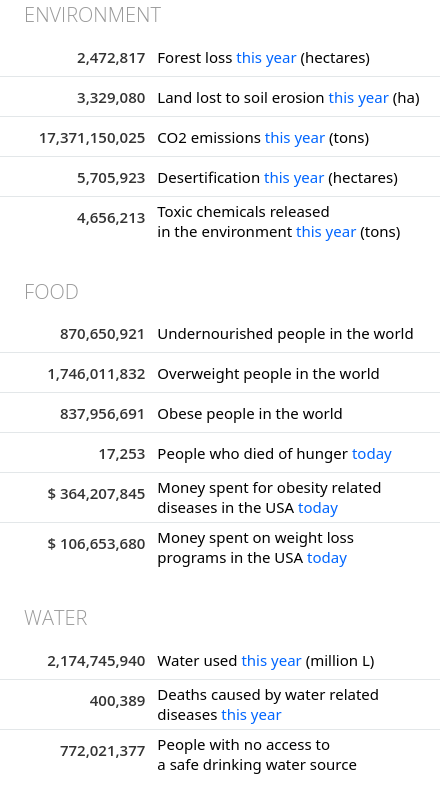 ENVIRONMENT
2,472,817 Forest loss this year (hectares)
3,329,080 Land lost to soil erosion this year (ha)
17,371,150,025 CO2 emissions this year (tons)
5,705,923 Desertification this year (hectares)
4,656,213 Toxic chemicals released
in the environment this year (tons)
FOOD
870,650,921 Undernourished people in the world
1,746,011,832 Overweight people in the world
837,956,691 Obese people in the world
17,253 People who died of hunger today
$ 364,207,845 Money spent for obesity related
diseases in the USA today
$ 106,653,680 Money spent on weight loss
programs in the USA today
WATER
2,174,745,940 Water used this year (million L)
400,389 Deaths caused by water related
diseases this year
772,021,377 People with no access to
a safe drinking water source